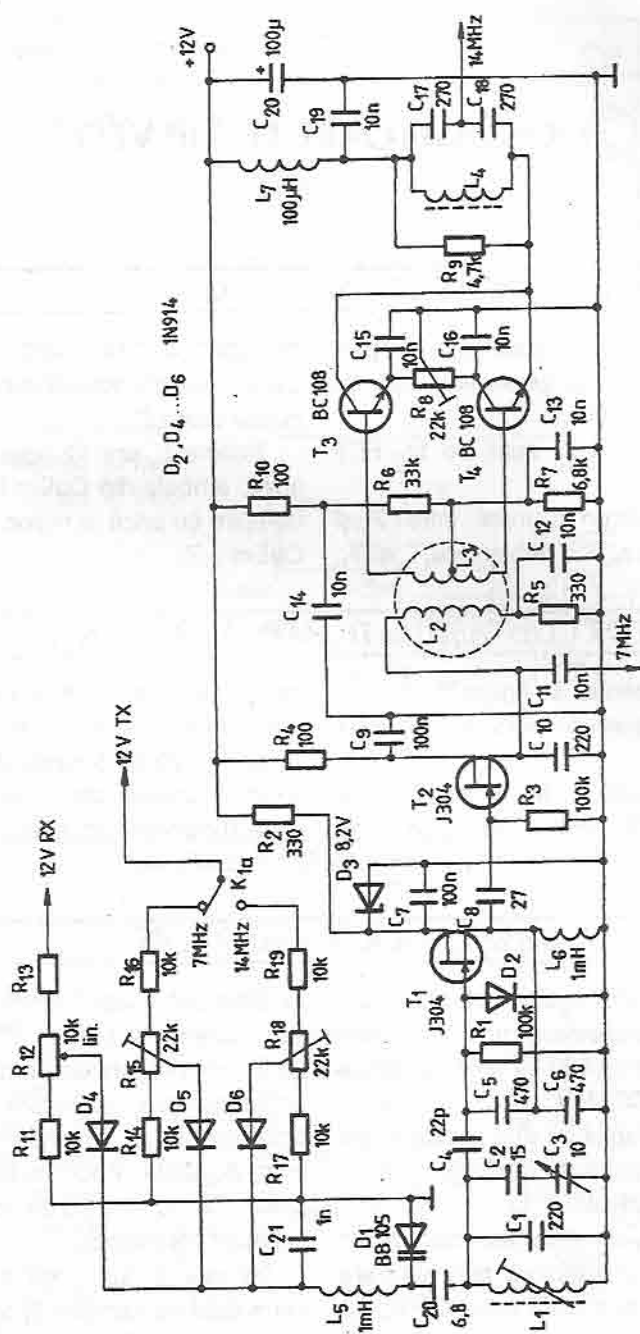 12V RX
12V TX
R11
10k
R12
10k
lin.
R13
D4
R14
10k
R15
22k
R16
10k
7MHz
K1a
14MHz
D5
D6
R17
10k
R18
22k
R19
10k
C21
1n
L5
1mH
D1
BB105
C20
6,8
L1
C1
220
C2
15
C3
10
C4
22p
C5
470
C6
470
R1
100k
D2
T1
J304
L6
1mH
C7
100n
C8
27
D3
8,2V
R2
330
R3
100k
T2
J304
R4
100
C9
100n
C10
220
C11
10n
7MHz
R5
330
C12
10n
L2
L3
C14
10n
R10
100
R6
33k
R7
6,8k
C13
10n
T3
BC108
T4
BC108
R8
22k
C15
10n
C16
10n
D2,D4...D6 1N914
R9
4,7k
L4
L7
100µH
C17
270
C18
270
14MHz
C19
10n
C20
100µ
+
+12V